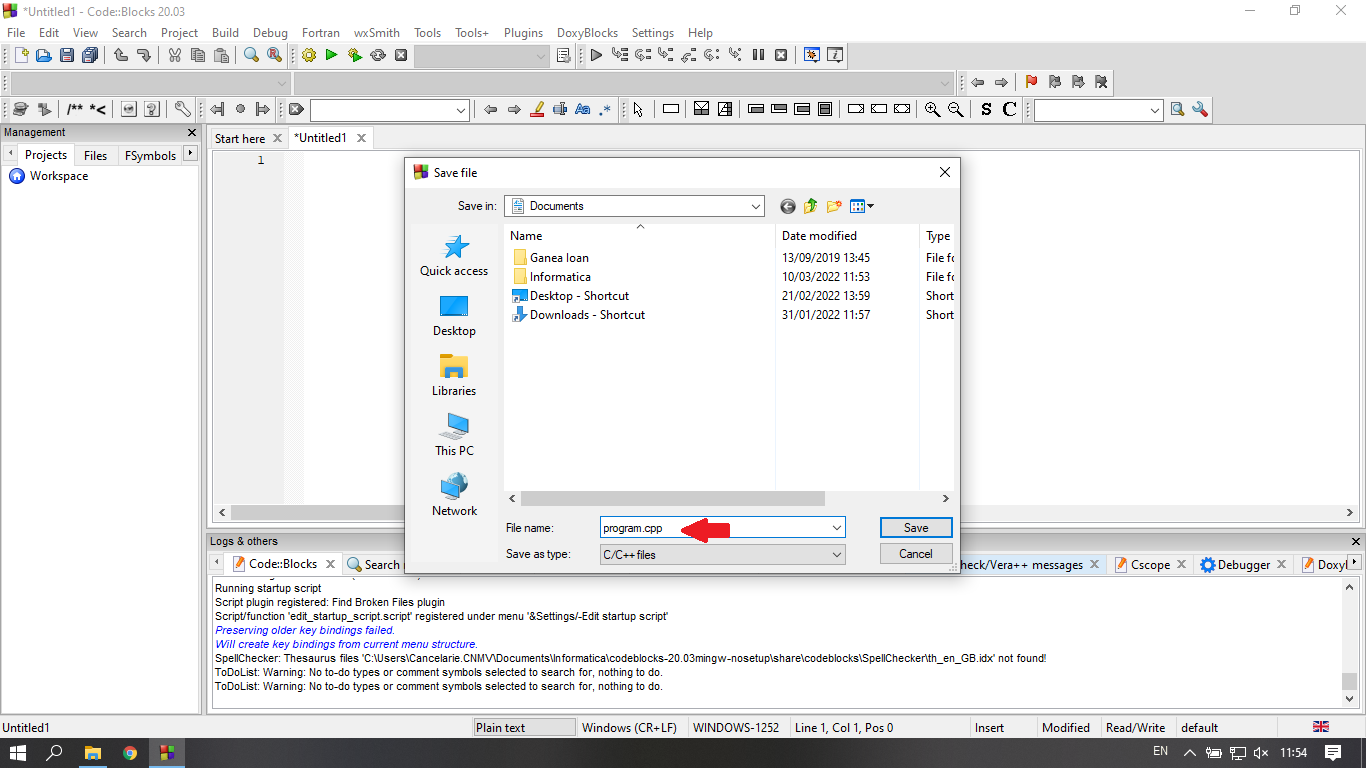 *Untitled1 - Code::Blocks 20.03
File Edit View Search Project Build Debug Fortran wxSmith Tools Tools+ Plugins DoxyBlocks Settings Help
/** *<
Aa .*
S C
Management
Projects Files FSymbols
Workspace
Start here *Untitled1
1
Save file
Save in: Documents
Name Date modified Type
Ganea Ioan 13/09/2019 13:45 File fo
Informatica 10/03/2022 11:53 File fo
Desktop - Shortcut 21/02/2022 13:59 Short
Downloads - Shortcut 31/01/2022 11:57 Short
Quick access
Desktop
Libraries
This PC
Network
File name: program.cpp Save
Save as type: C/C++ files Cancel
Logs & others
Code::Blocks Search heck/Vera++ messages Cscope Debugger Doxyl
Running startup script
Script plugin registered: Find Broken Files plugin
Script/function 'edit_startup_script.script' registered under menu '&Settings/-Edit startup script'
Preserving older key bindings failed.
Will create key bindings from current menu structure.
SpellChecker: Thesaurus files 'C:\Users\Cancelarie.CNMV\Documents\Informatica\codeblocks-20.03mingw-nosetup\share\codeblocks\SpellChecker\th_en_GB.idx' not found!
ToDoList: Warning: No to-do types or comment symbols selected to search for, nothing to do.
ToDoList: Warning: No to-do types or comment symbols selected to search for, nothing to do.
Untitled1 Plain text Windows (CR+LF) WINDOWS-1252 Line 1, Col 1, Pos 0 Insert Modified Read/Write default
EN 11:54